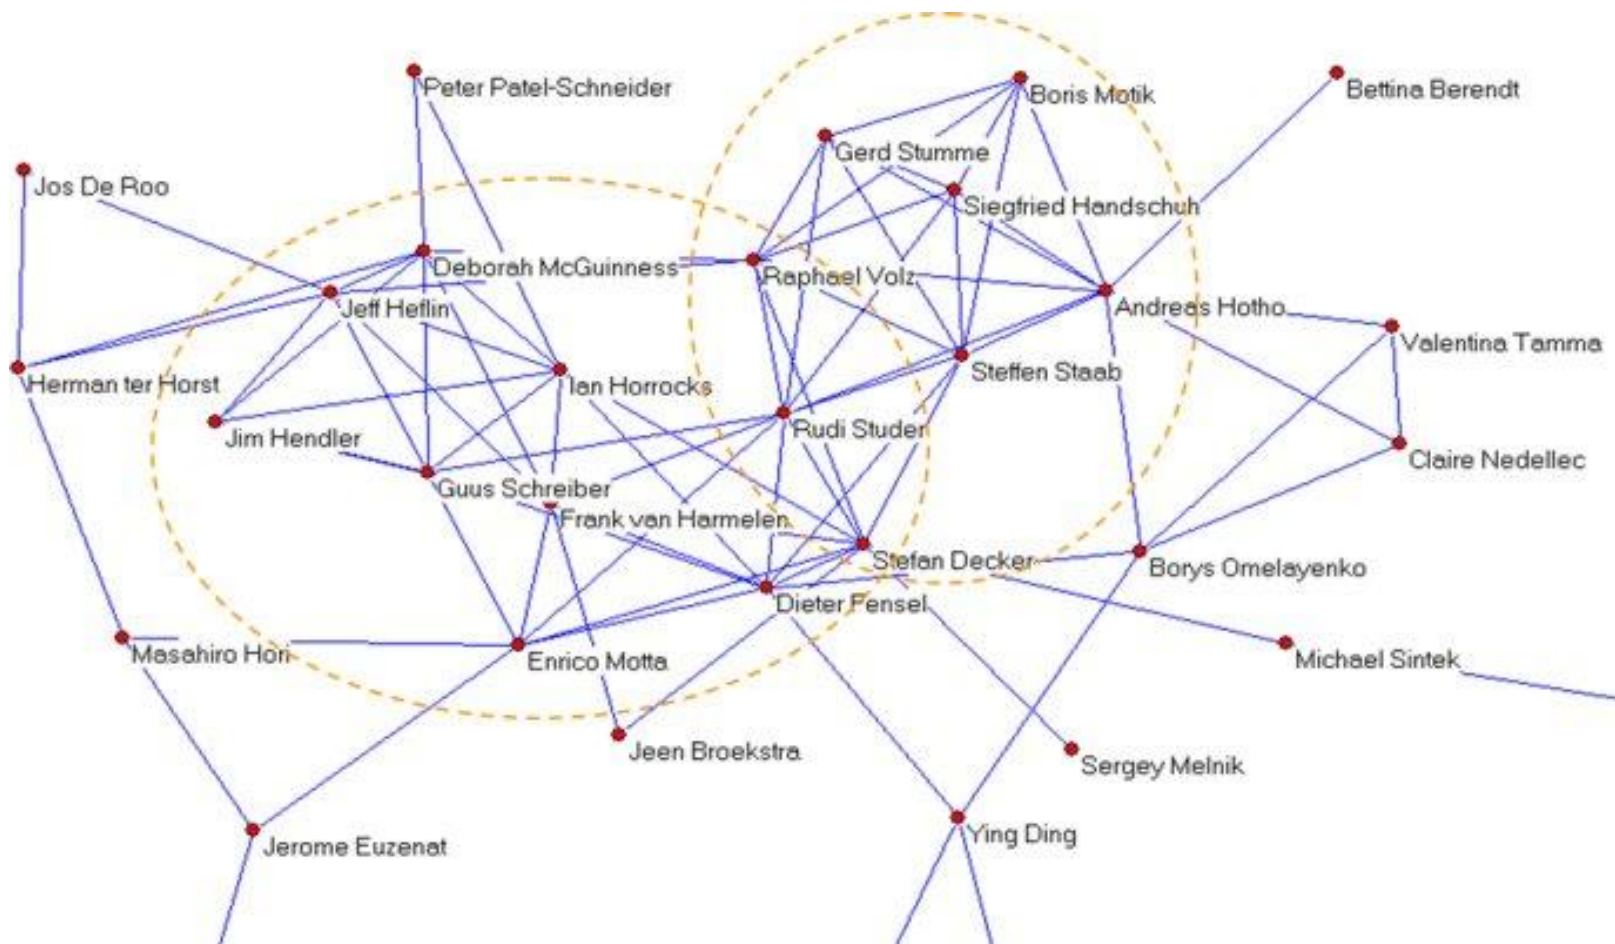 Peter Patel-Schneider
Boris Motik
Bettina Berendt
Gerd Stumme
Jos De Roo
Siegfried Handschuh
Deborah McGuinness
Raphael Volz
Jeff Heflin
Andreas Hotho
Valentina Tamma
Herman ter Horst
Ian Horrocks
Steffen Staab
Jim Hendler
Rudi Studer
Claire Nedellec
Guus Schreiber
Frank van Harmelen
Stefan Decker
Borys Omelayenko
Dieter Fensel
Masahiro Hori
Enrico Motta
Michael Sintek
Jeen Broekstra
Sergey Melnik
Ying Ding
Jerome Euzenat